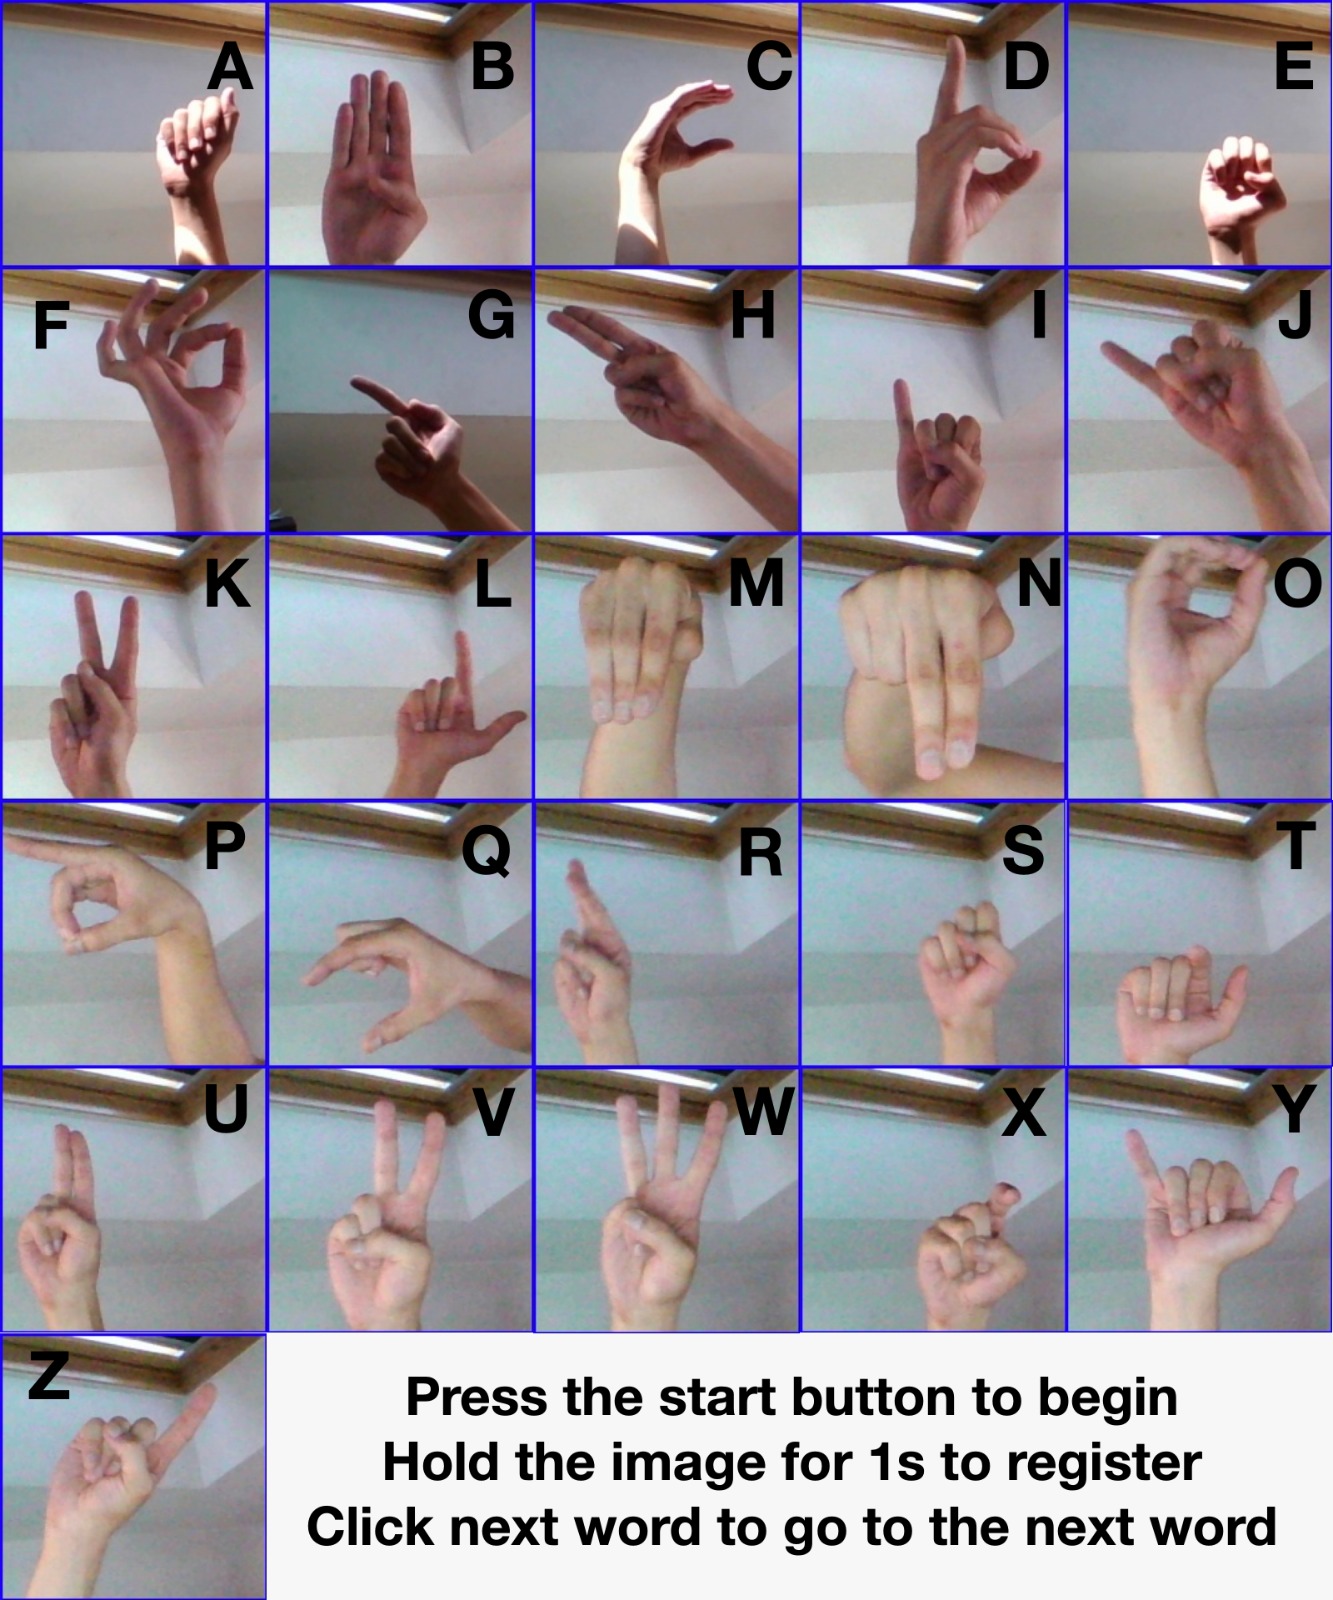 A B C D E
F G H I J
K L M N O
P Q R S T
U V W X Y
Z
Press the start button to begin
Hold the image for 1s to register
Click next word to go to the next word